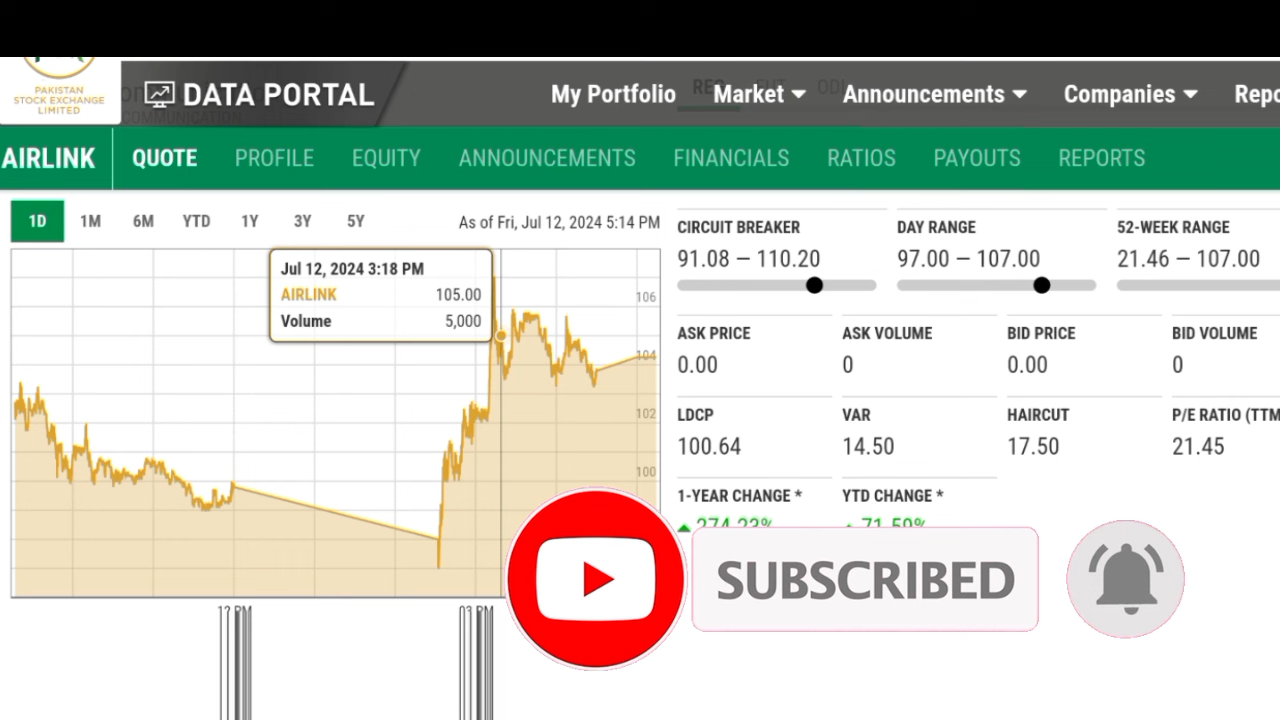 PAKISTAN
STOCK EXCHANGE
LIMITED
DATA PORTAL
My Portfolio Market Announcements Companies
COMMUNICATION
AIRLINK QUOTE PROFILE EQUITY ANNOUNCEMENTS FINANCIALS RATIOS PAYOUTS REPORTS
1D 1M 6M YTD 1Y 3Y 5Y As of Fri, Jul 12, 2024 5:14 PM
Jul 12, 2024 3:18 PM
AIRLINK 105.00
Volume 5,000
106
104
102
100
12 PM 03 PM
CIRCUIT BREAKER DAY RANGE 52-WEEK RANGE
91.08 — 110.20 97.00 — 107.00 21.46 — 107.00
ASK PRICE ASK VOLUME BID PRICE BID VOLUME
0.00 0 0.00 0
LDCP VAR HAIRCUT P/E RATIO (TTM
100.64 14.50 17.50 21.45
1-YEAR CHANGE * YTD CHANGE *
274.23% 71.59%
SUBSCRIBED